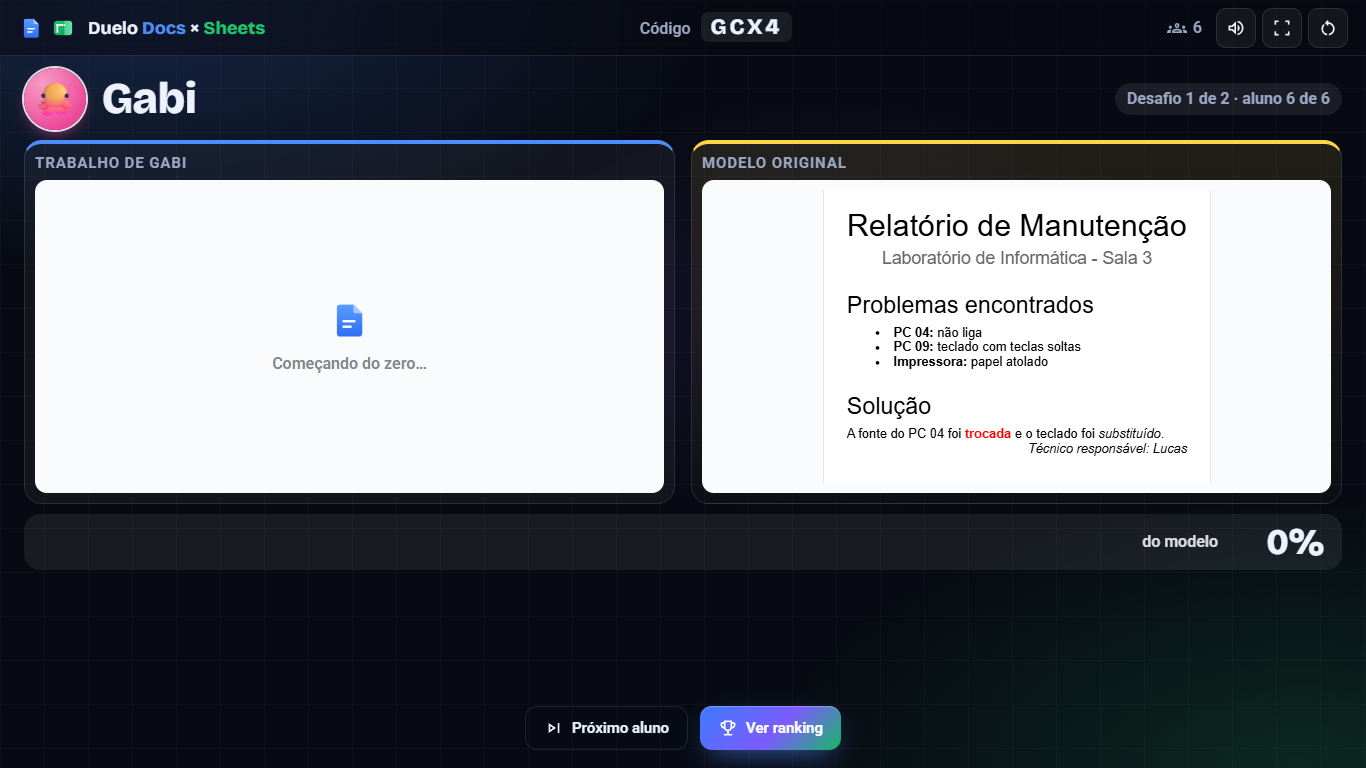 Duelo Docs × Sheets
Código GCX4
6
Gabi
Desafio 1 de 2 · aluno 6 de 6
TRABALHO DE GABI
Começando do zero…
MODELO ORIGINAL
Relatório de Manutenção
Laboratório de Informática - Sala 3
Problemas encontrados
• PC 04: não liga
• PC 09: teclado com teclas soltas
• Impressora: papel atolado
Solução
A fonte do PC 04 foi trocada e o teclado foi substituído.
Técnico responsável: Lucas
do modelo 0%
Próximo aluno
Ver ranking